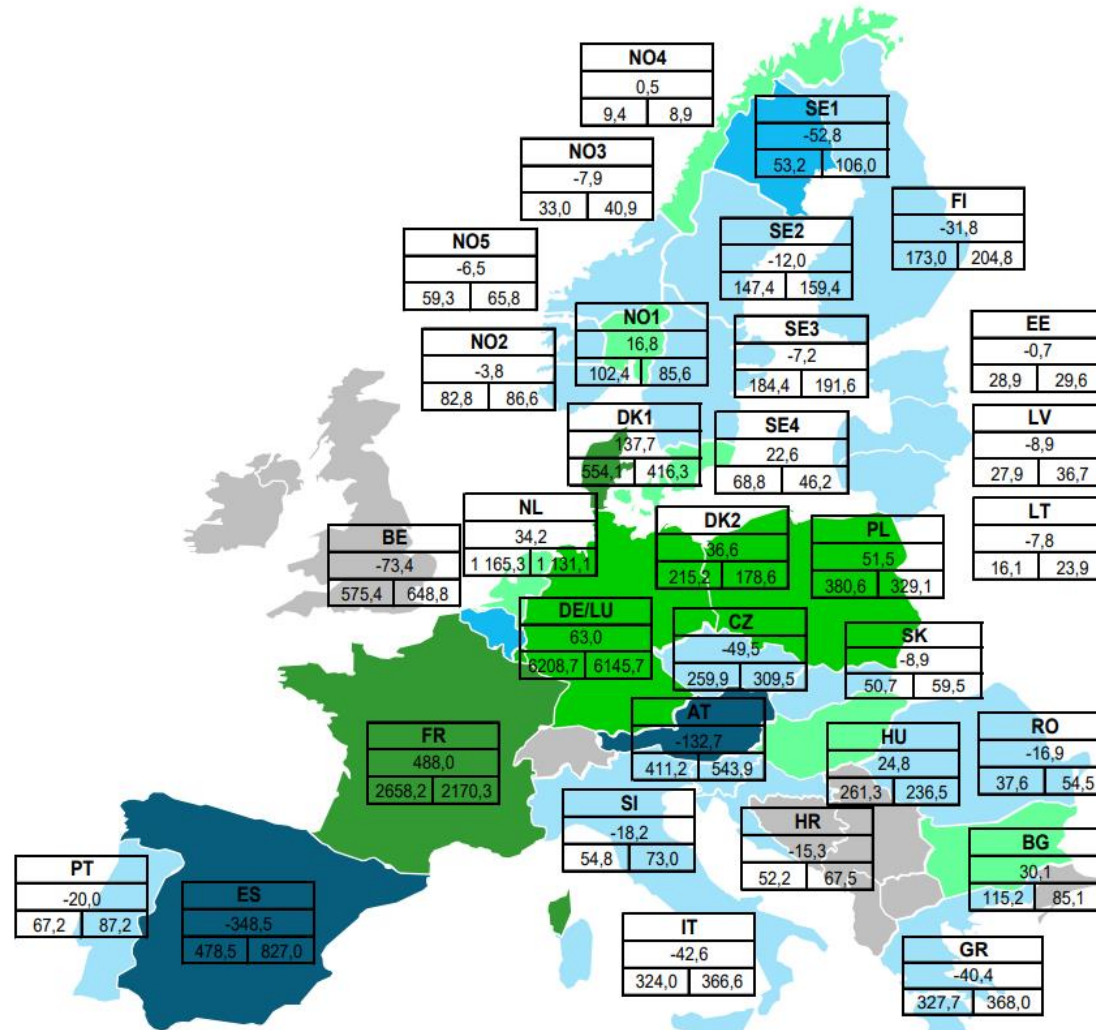 NO4
0,5
9,4 8,9
SE1
-52,8
53,2 106,0
NO3
-7,9
33,0 40,9
FI
-31,8
173,0 204,8
SE2
-12,0
147,4 159,4
NO5
-6,5
59,3 65,8
NO1
16,8
102,4 85,6
SE3
-7,2
184,4 191,6
EE
-0,7
28,9 29,6
NO2
-3,8
82,8 86,6
DK1
137,7
554,1 416,3
SE4
22,6
68,8 46,2
LV
-8,9
27,9 36,7
NL
34,2
1 165,3 1 131,1
DK2
36,6
215,2 178,6
PL
51,5
380,6 329,1
LT
-7,8
16,1 23,9
BE
-73,4
575,4 648,8
DE/LU
63,0
6208,7 6145,7
CZ
-49,5
259,9 309,5
SK
-8,9
50,7 59,5
AT
-132,7
411,2 543,9
FR
488,0
2658,2 2170,3
HU
24,8
261,3 236,5
RO
-16,9
37,6 54,5
SI
-18,2
54,8 73,0
HR
-15,3
52,2 67,5
BG
30,1
115,2 85,1
PT
-20,0
67,2 87,2
ES
-348,5
478,5 827,0
IT
-42,6
324,0 366,6
GR
-40,4
327,7 368,0